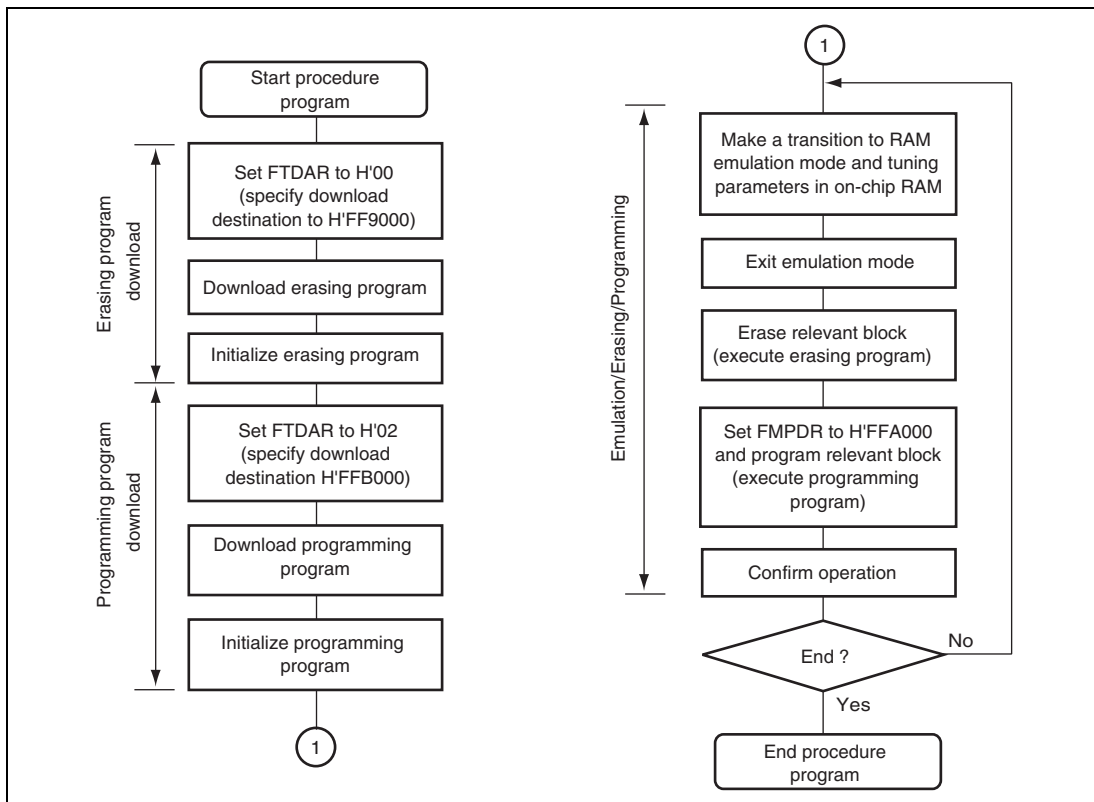 Start procedure
program
Erasing program
download
Set FTDAR to H'00
(specify download
destination to H'FF9000)
Download erasing program
Initialize erasing program
Programming program
download
Set FTDAR to H'02
(specify download
destination H'FFB000)
Download programming
program
Initialize programming
program
1
1
Emulation/Erasing/Programming
Make a transition to RAM
emulation mode and tuning
parameters in on-chip RAM
Exit emulation mode
Erase relevant block
(execute erasing program)
Set FMPDR to H'FFA000
and program relevant block
(execute programming
program)
Confirm operation
End ?
No
Yes
End procedure
program